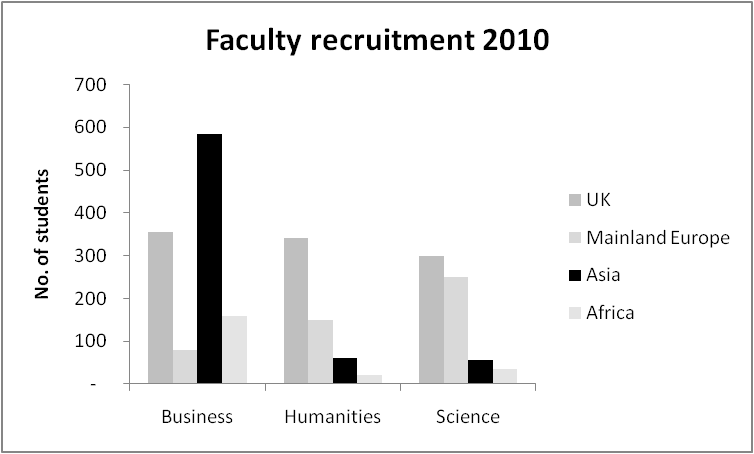 Faculty recruitment 2010
No. of students
700
600
500
400
300
200
100
-
Business
Humanities
Science
UK
Mainland Europe
Asia
Africa